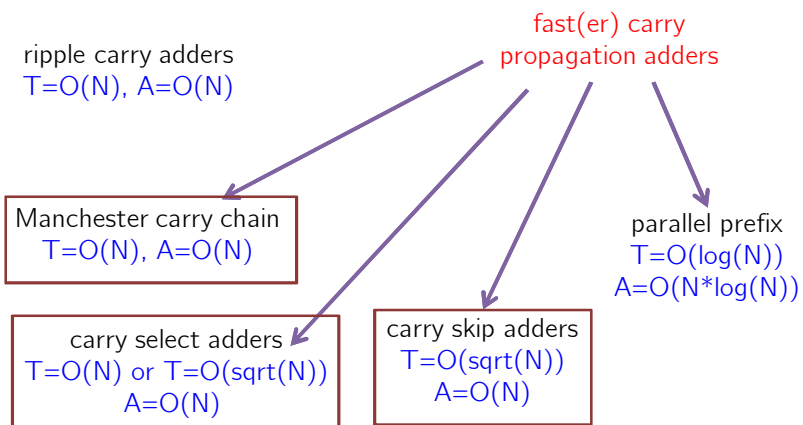 fast(er) carry
propagation adders
ripple carry adders
T=O(N), A=O(N)
Manchester carry chain
T=O(N), A=O(N)
parallel prefix
T=O(log(N))
A=O(N*log(N))
carry select adders
T=O(N) or T=O(sqrt(N))
A=O(N)
carry skip adders
T=O(sqrt(N))
A=O(N)